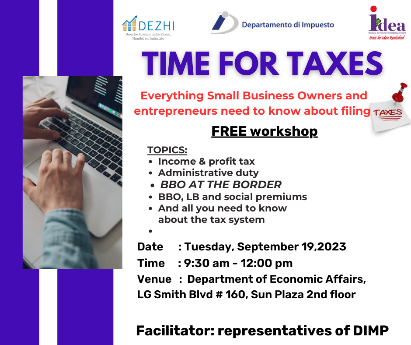 DEZHI
Departamento di Impuesto
idea
TIME FOR TAXES
Everything Small Business Owners and
entrepreneurs need to know about filing
TAXES
FREE workshop
TOPICS:
• Income & profit tax
• Administrative duty
• BBO AT THE BORDER
• BBO, LB and social premiums
• And all you need to know
about the tax system
•
Date : Tuesday, September 19,2023
Time : 9:30 am - 12:00 pm
Venue : Department of Economic Affairs,
LG Smith Blvd # 160, Sun Plaza 2nd floor
Facilitator: representatives of DIMP